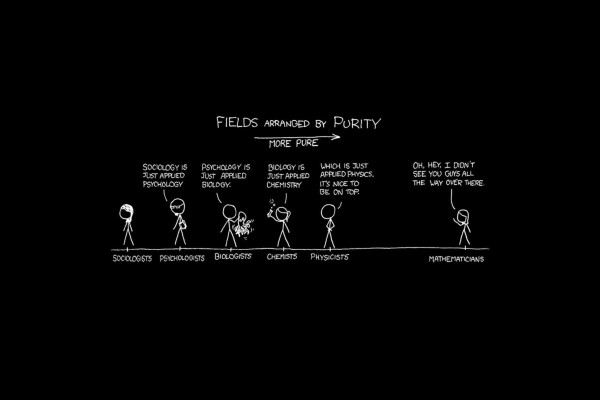 FIELDS ARRANGED BY PURITY
MORE PURE
SOCIOLOGY IS
JUST APPLIED
PSYCHOLOGY
PSYCHOLOGY IS
JUST APPLIED
BIOLOGY.
BIOLOGY IS
JUST APPLIED
CHEMISTRY
WHICH IS JUST
APPLIED PHYSICS.
IT'S NICE TO
BE ON TOP.
OH, HEY, I DIDN'T
SEE YOU GUYS ALL
THE WAY OVER THERE.
SOCIOLOGISTS
PSYCHOLOGISTS
BIOLOGISTS
CHEMISTS
PHYSICISTS
MATHEMATICIANS